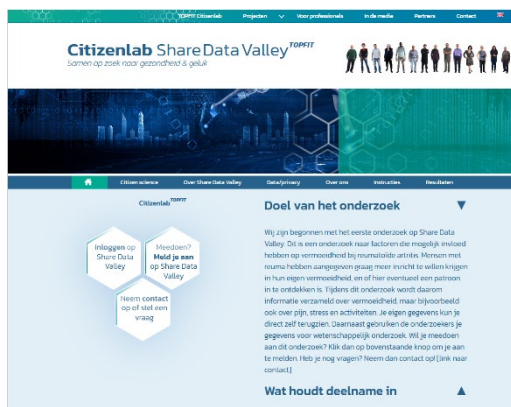 TOPFIT Citizenlab Projecten Voor professionals In de media Partners Contact
Citizenlab Share Data Valley TOPFIT
Samen op zoek naar gezondheid & geluk
Citizen science Over Share Data Valley Data/privacy Over ons Instructies Resultaten
Citizenlab TOPFIT
Inloggen op
Share Data
Valley
Meedoen?
Meld je aan
op Share Data
Valley
Neem contact
op of stel een
vraag
Doel van het onderzoek
Wij zijn begonnen met het eerste onderzoek op Share Data
Valley. Dit is een onderzoek naar factoren die mogelijk invloed
hebben op vermoeidheid bij reumatoïde artritis. Mensen met
reuma hebben aangegeven graag meer inzicht te willen krijgen
in hun eigen vermoeidheid, en of hier eventueel een patroon
in te ontdekken is. Tijdens dit onderzoek wordt daarom
informatie verzameld over vermoeidheid, maar bijvoorbeeld
ook over pijn, stress en activiteiten. Je eigen gegevens kun je
direct zelf terugzien. Daarnaast gebruiken de onderzoekers je
gegevens voor wetenschappelijk onderzoek. Wil je meedoen
aan dit onderzoek? Klik dan op bovenstaande knop om je aan
te melden. Heb je nog vragen? Neem dan contact op! [link naar
contact]
Wat houdt deelname in